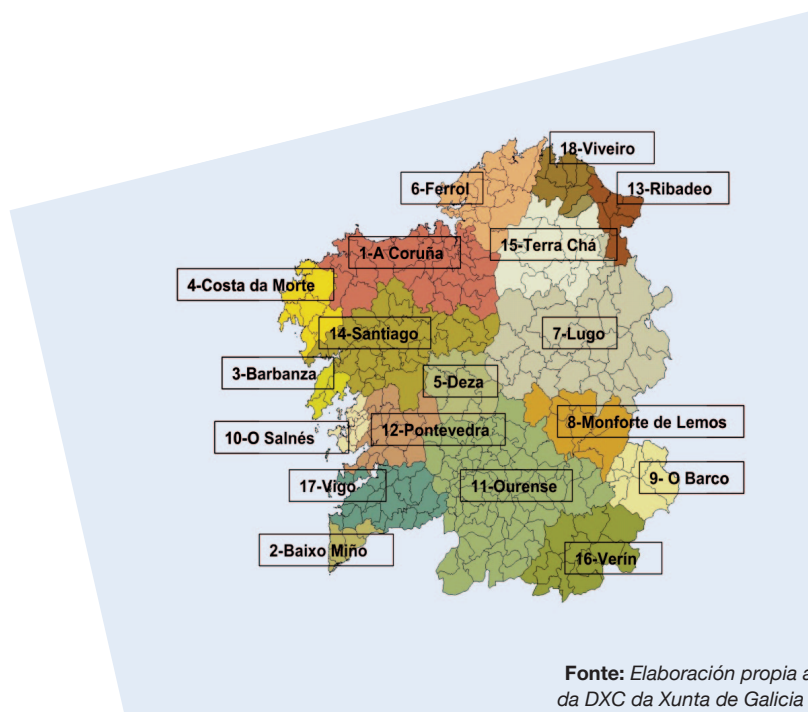 18-Viveiro
6-Ferrol
13-Ribadeo
15-Terra Chá
1-A Coruña
4-Costa da Morte
14-Santiago
7-Lugo
3-Barbanza
5-Deza
8-Monforte de Lemos
10-O Salnés
12-Pontevedra
9- O Barco
17-Vigo
11-Ourense
2-Baixo Miño
16-Verín
Fonte: Elaboración propia a
da DXC da Xunta de Galicia